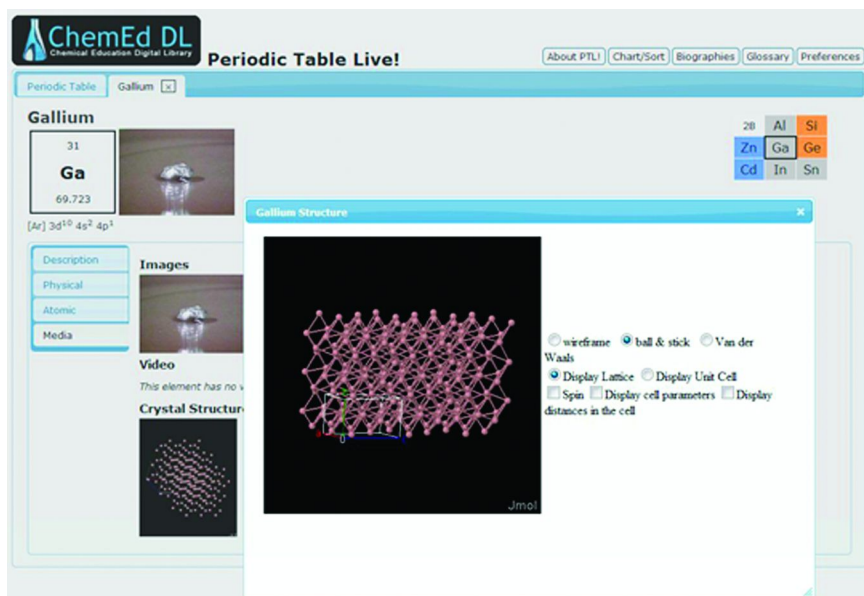 ChemEd DL
Chemical Education Digital Library
Periodic Table Live!
About PTL! Chart/Sort Biographies Glossary Preferences
Periodic Table Gallium x
Gallium
31
Ga
69.723
[Ar] 3d10 4s2 4p1
2B Al Si
Zn Ga Ge
Cd In Sn
Description
Physical
Atomic
Media
Images
Video
This element has no v
Crystal Structur
Gallium Structure x
wireframe ball & stick Van der
Waals
Display Lattice Display Unit Cell
Spin Display cell parameters Display
distances in the cell
0
Jmol